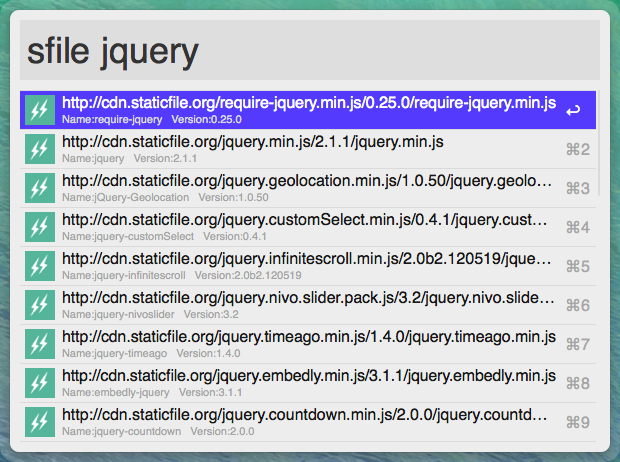 sfile jquery
http://cdn.staticfile.org/require-jquery.min.js/0.25.0/require-jquery.min.js ↩
Name:require-jquery Version:0.25.0
http://cdn.staticfile.org/jquery.min.js/2.1.1/jquery.min.js ⌘2
Name:jquery Version:2.1.1
http://cdn.staticfile.org/jquery.geolocation.min.js/1.0.50/jquery.geolo... ⌘3
Name:jQuery-Geolocation Version:1.0.50
http://cdn.staticfile.org/jquery.customSelect.min.js/0.4.1/jquery.cust... ⌘4
Name:jquery-customSelect Version:0.4.1
http://cdn.staticfile.org/jquery.infinitescroll.min.js/2.0b2.120519/jque... ⌘5
Name:jquery-infinitescroll Version:2.0b2.120519
http://cdn.staticfile.org/jquery.nivo.slider.pack.js/3.2/jquery.nivo.slide... ⌘6
Name:jquery-nivoslider Version:3.2
http://cdn.staticfile.org/jquery.timeago.min.js/1.4.0/jquery.timeago.min.js ⌘7
Name:jquery-timeago Version:1.4.0
http://cdn.staticfile.org/jquery.embedly.min.js/3.1.1/jquery.embedly.min.js ⌘8
Name:embedly-jquery Version:3.1.1
http://cdn.staticfile.org/jquery.countdown.min.js/2.0.0/jquery.countd... ⌘9
Name:jquery-countdown Version:2.0.0